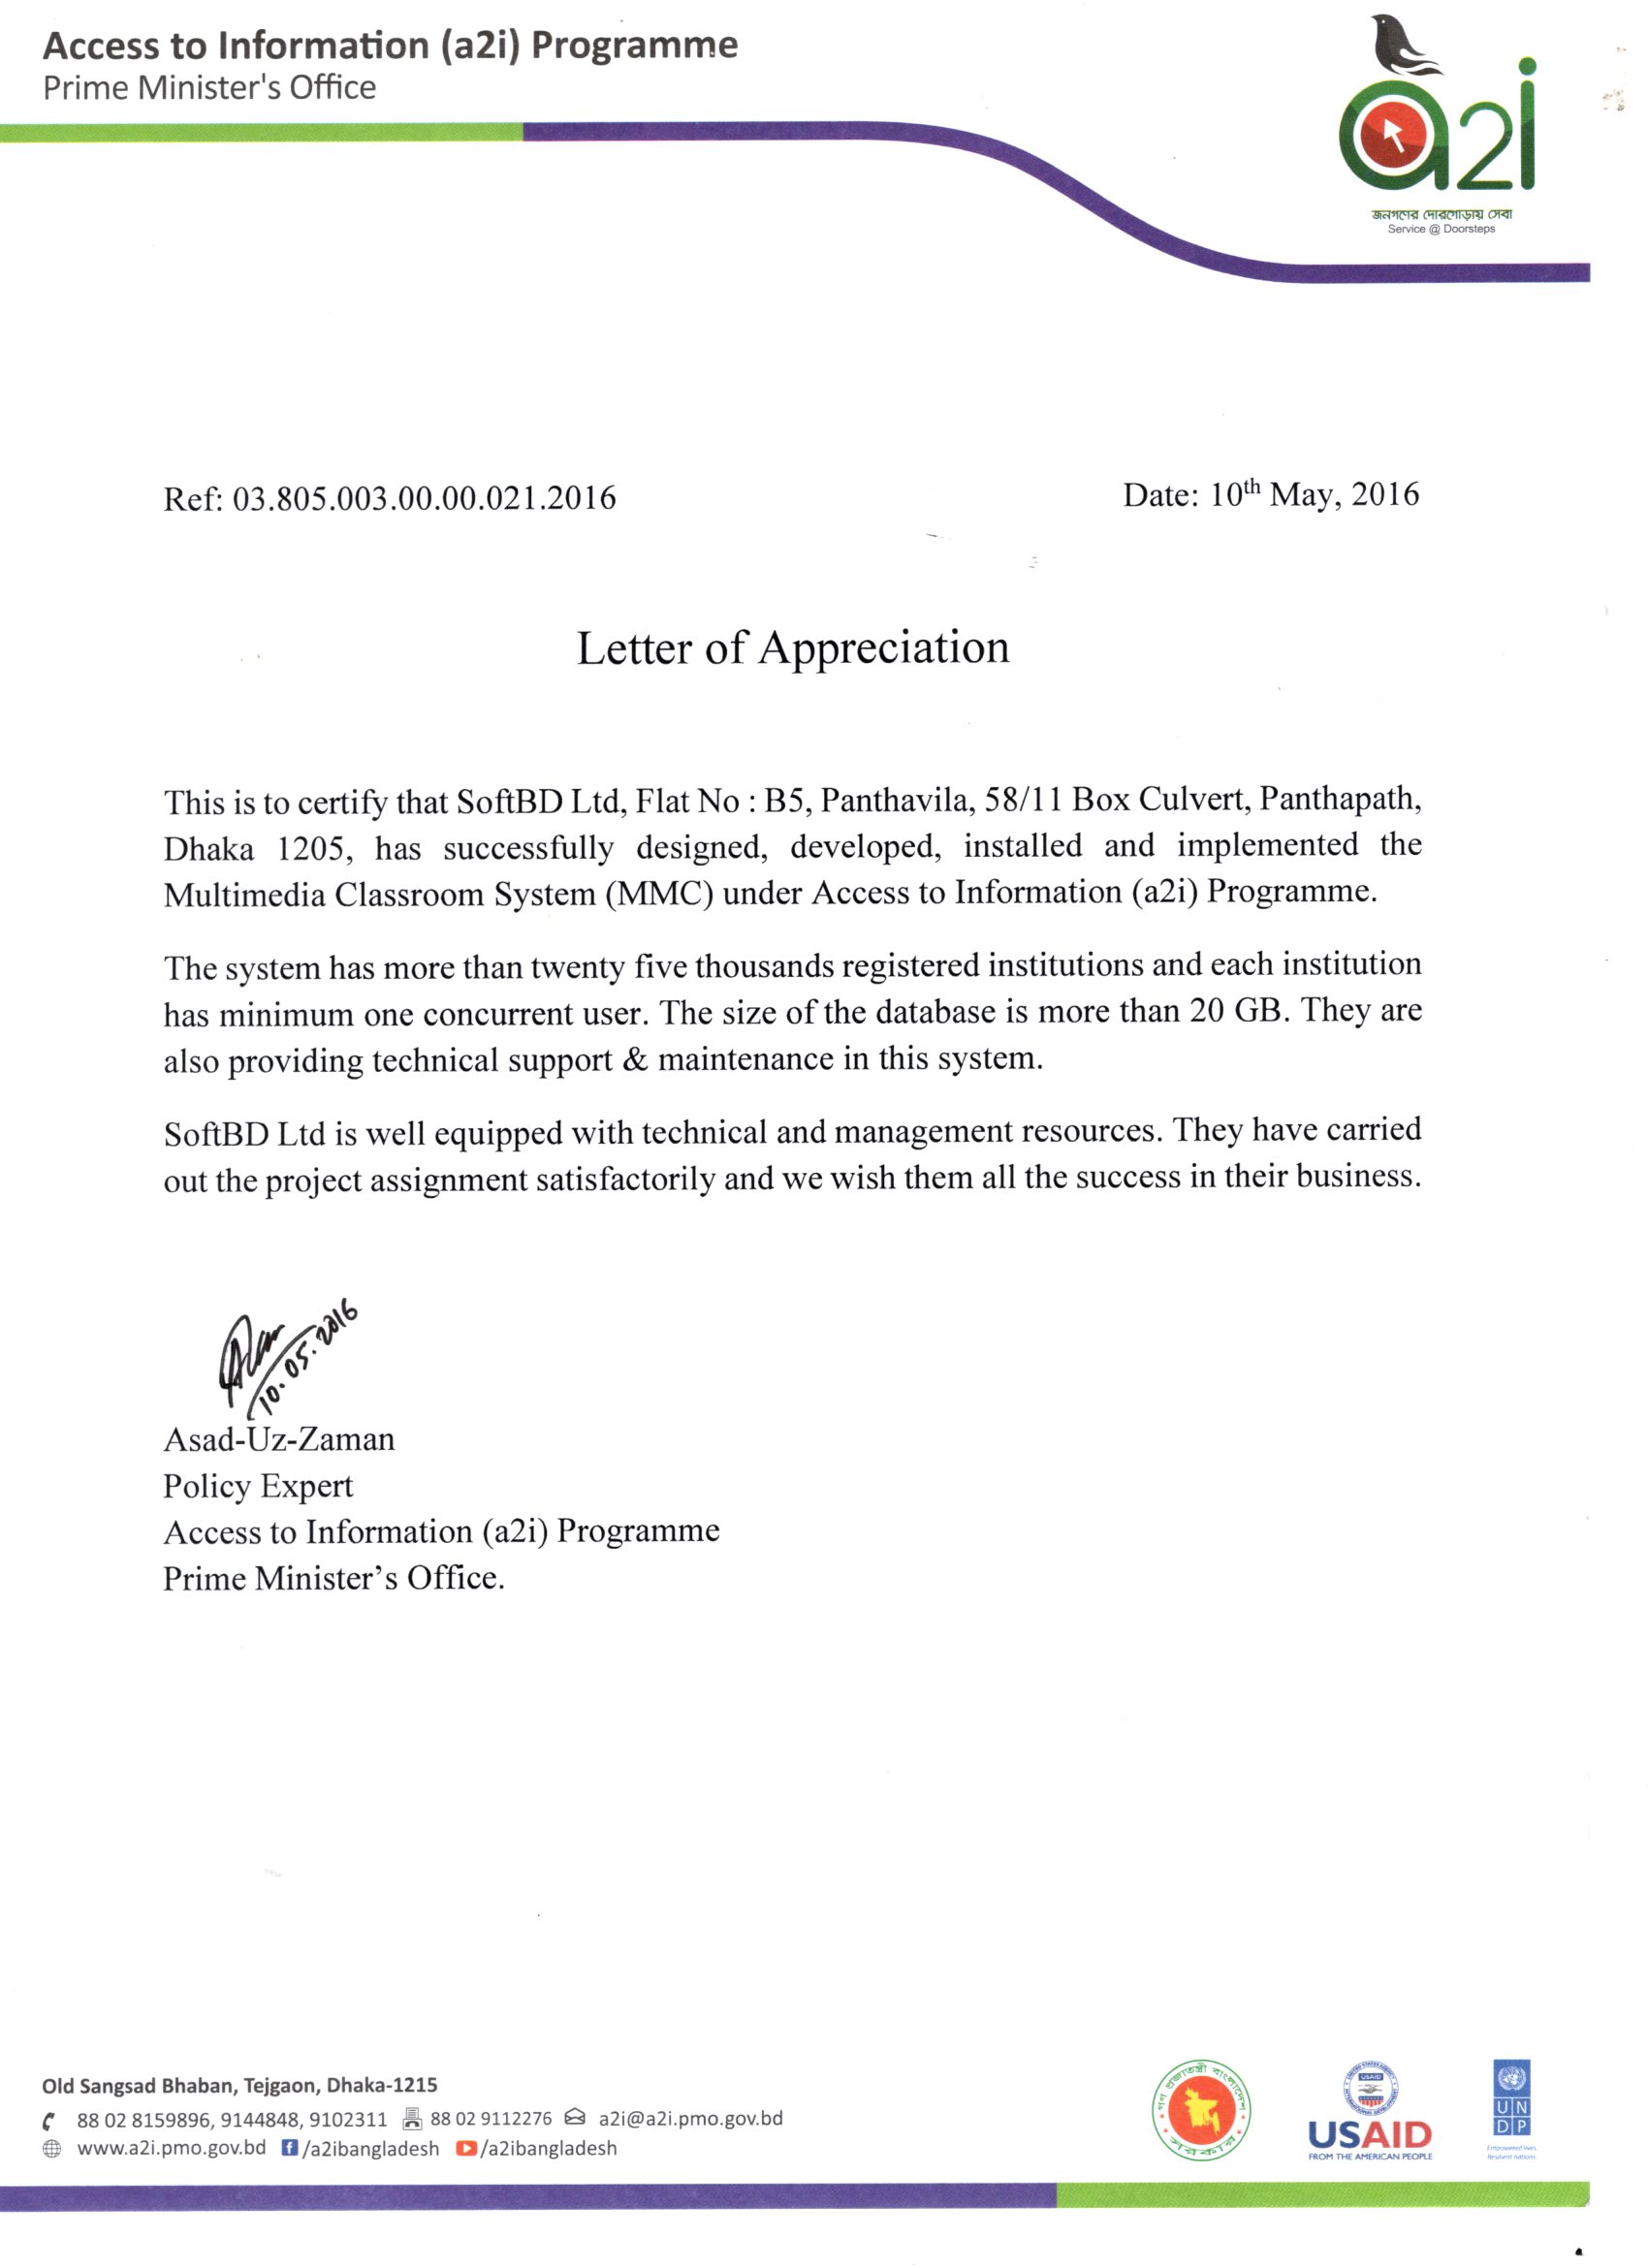 Access to Information (a2i) Programme
Prime Minister's Office
a2i
জনগণের দোরগোড়ায় সেবা
Service @ Doorsteps
Ref: 03.805.003.00.00.021.2016
Date: 10th May, 2016
Letter of Appreciation
This is to certify that SoftBD Ltd, Flat No : B5, Panthavila, 58/11 Box Culvert, Panthapath,
Dhaka 1205, has successfully designed, developed, installed and implemented the
Multimedia Classroom System (MMC) under Access to Information (a2i) Programme.
The system has more than twenty five thousands registered institutions and each institution
has minimum one concurrent user. The size of the database is more than 20 GB. They are
also providing technical support & maintenance in this system.
SoftBD Ltd is well equipped with technical and management resources. They have carried
out the project assignment satisfactorily and we wish them all the success in their business.
10.05.2016
Asad-Uz-Zaman
Policy Expert
Access to Information (a2i) Programme
Prime Minister’s Office.
Old Sangsad Bhaban, Tejgaon, Dhaka-1215
88 02 8159896, 9144848, 9102311 88 02 9112276 a2i@a2i.pmo.gov.bd
www.a2i.pmo.gov.bd /a2ibangladesh /a2ibangladesh
গণ প্রজাতন্ত্রী বাংলাদেশ
সরকার
USAID
USAID
FROM THE AMERICAN PEOPLE
UN
DP
Empowered lives.
Resilient nations.